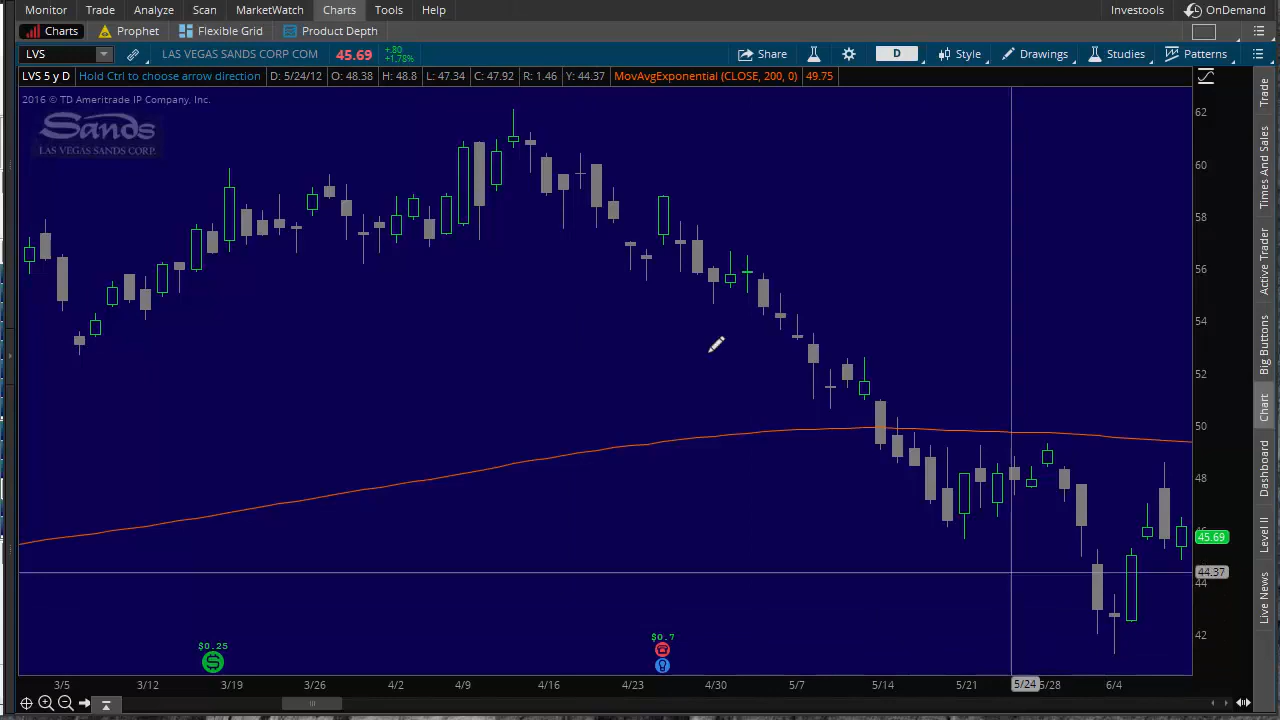 Monitor Trade Analyze Scan MarketWatch Charts Tools Help Investools OnDemand
Charts Prophet Flexible Grid Product Depth
LVS LAS VEGAS SANDS CORP COM 45.69 +.80 +1.78% Share D Style Drawings Studies Patterns
LVS 5 y D Hold Ctrl to choose arrow direction D: 5/24/12 O: 48.38 H: 48.8 L: 47.34 C: 47.92 R: 1.46 Y: 44.37 MovAvgExponential (CLOSE, 200, 0) 49.75
2016 © TD Ameritrade IP Company, Inc.
Sands
LAS VEGAS SANDS CORP.
62
60
58
56
54
52
50
48
46
45.69
44.37
44
42
$0.25
$
$0.7
3/5 3/12 3/19 3/26 4/2 4/9 4/16 4/23 4/30 5/7 5/14 5/21 5/24 5/28 6/4
Trade
Times And Sales
Active Trader
Big Buttons
Chart
Dashboard
Level II
Live News